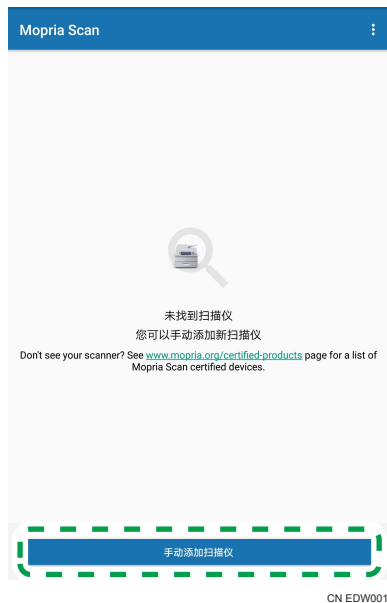 Mopria Scan
未找到扫描仪
您可以手动添加新扫描仪
Don't see your scanner? See www.mopria.org/certified-products page for a list of
Mopria Scan certified devices.
手动添加扫描仪
CN EDW001